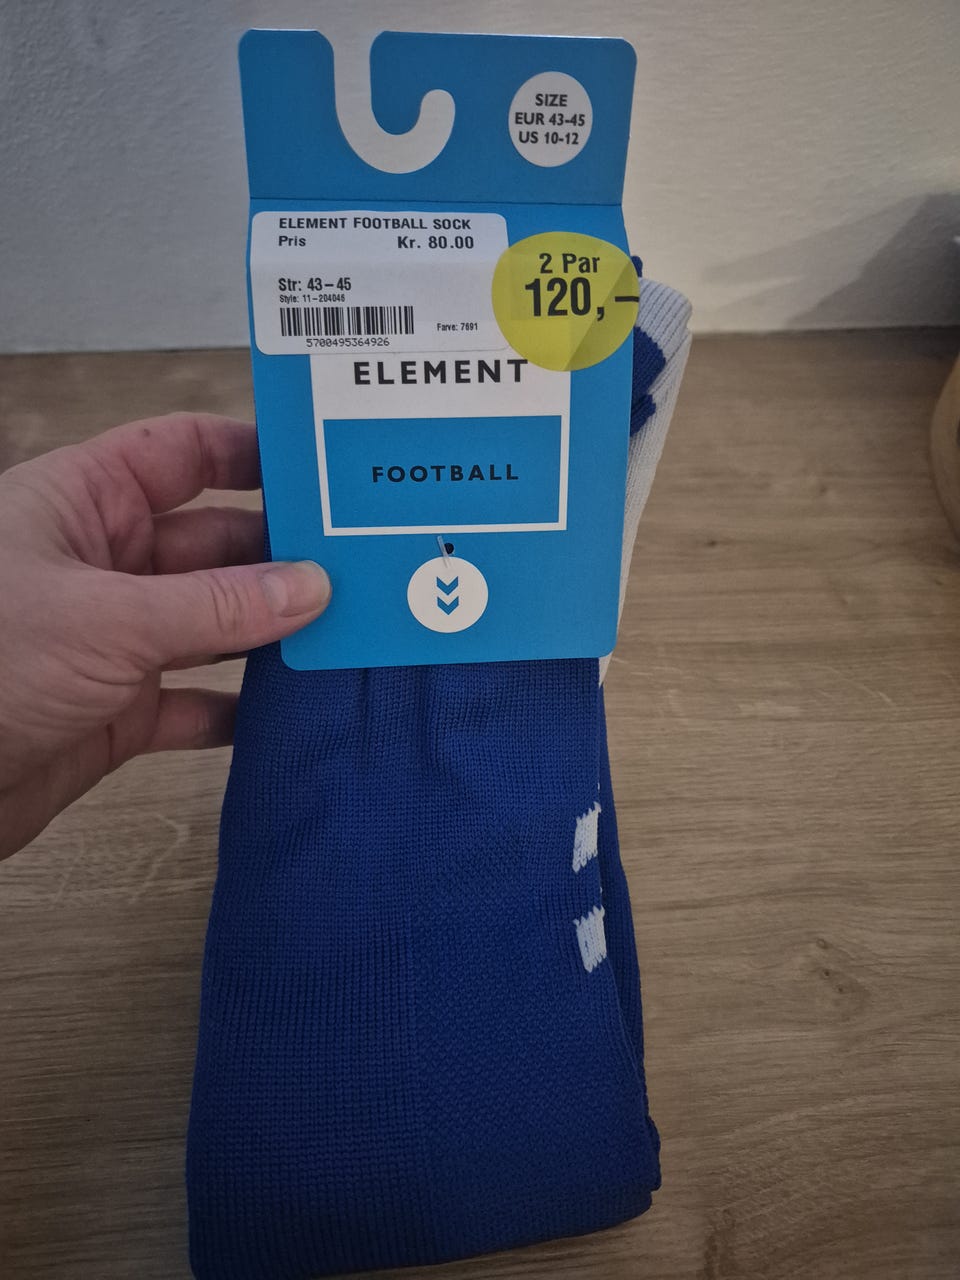 SIZE
EUR 43-45
US 10-12
ELEMENT FOOTBALL SOCK
Pris Kr. 80.00
2 Par
120,-
Str: 43-45
Style: 11-204046
Farve: 7691
5700495364926
ELEMENT
FOOTBALL